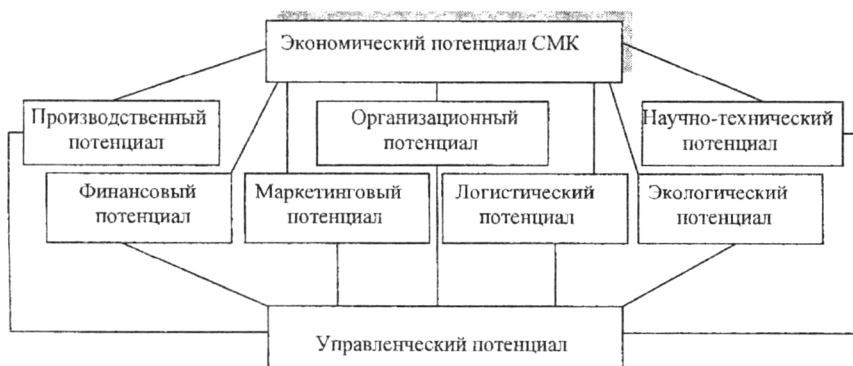 Экономический потенциал СМК
Производственный
потенциал
Организационный
потенциал
Научно-технический
потенциал
Финансовый
потенциал
Маркетинговый
потенциал
Логистический
потенциал
Экологический
потенциал
Управленческий потенциал